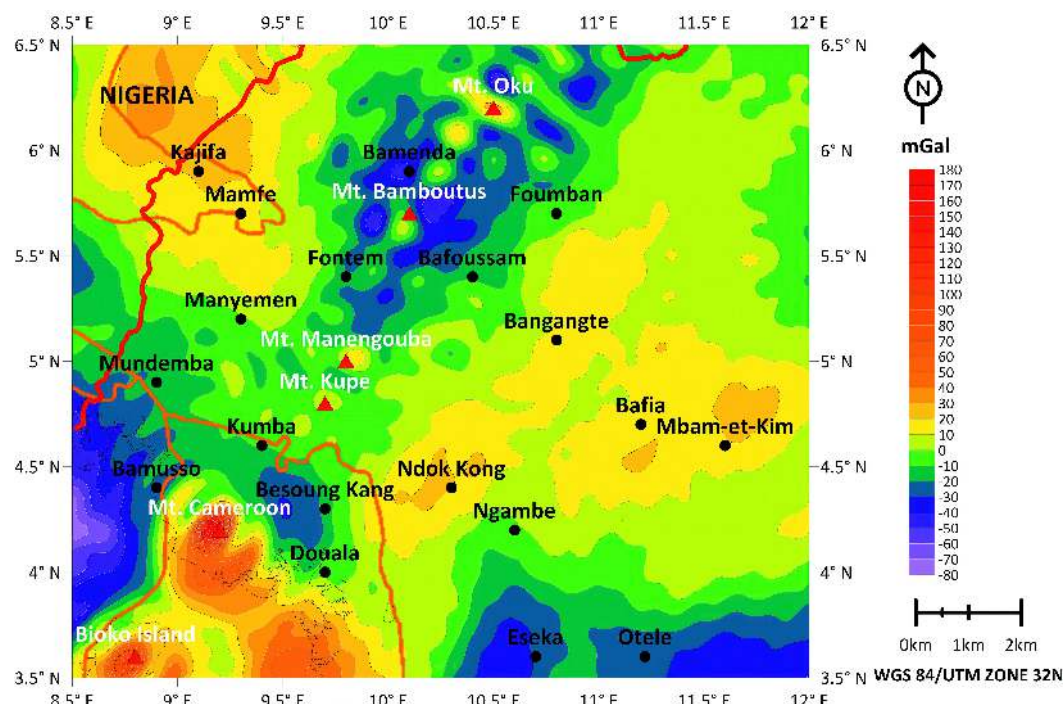 8.5° E 9° E 9.5° E 10° E 10.5° E 11° E 11.5° E 12° E
6.5° N 6.5° N
NIGERIA
Mt. Oku
mGal
N
6° N Kajifa Bamenda 6° N
Mamfe Mt. Bamboutus Foumban
5.5° N Fontem Bafoussam 5.5° N
Manyemen
Mt. Manengouba Bangangte
5° N Mundemba 5° N
Mt. Kupe
Kumba Bafia Mbam-et-Kim
4.5° N Bamusso Besoung Kang Ndok Kong 4.5° N
Mt. Cameroon Ngambe
4° N Douala 4° N
Bioko Island Eseka Otele
3.5° N 3.5° N
8.5° E 9° E 9.5° E 10° E 10.5° E 11° E 11.5° E 12° E
180
170
160
150
140
130
120
110
100
90
80
70
60
50
40
30
20
10
0
-10
-20
-30
-40
-50
-60
-70
-80
0km 1km 2km
WGS 84/UTM ZONE 32N